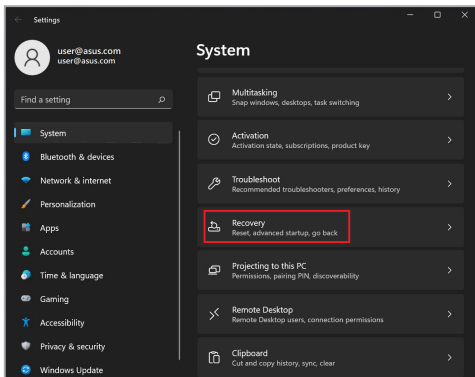 Settings
user@asus.com
user@asus.com
Find a setting
System
Bluetooth & devices
Network & internet
Personalization
Apps
Accounts
Time & language
Gaming
Accessibility
Privacy & security
Windows Update
System
Multitasking
Snap windows, desktops, task switching
Activation
Activation state, subscriptions, product key
Troubleshoot
Recommended troubleshooters, preferences, history
Recovery
Reset, advanced startup, go back
Projecting to this PC
Permissions, pairing PIN, discoverability
Remote Desktop
Remote Desktop users, connection permissions
Clipboard
Cut and copy history, sync, clear